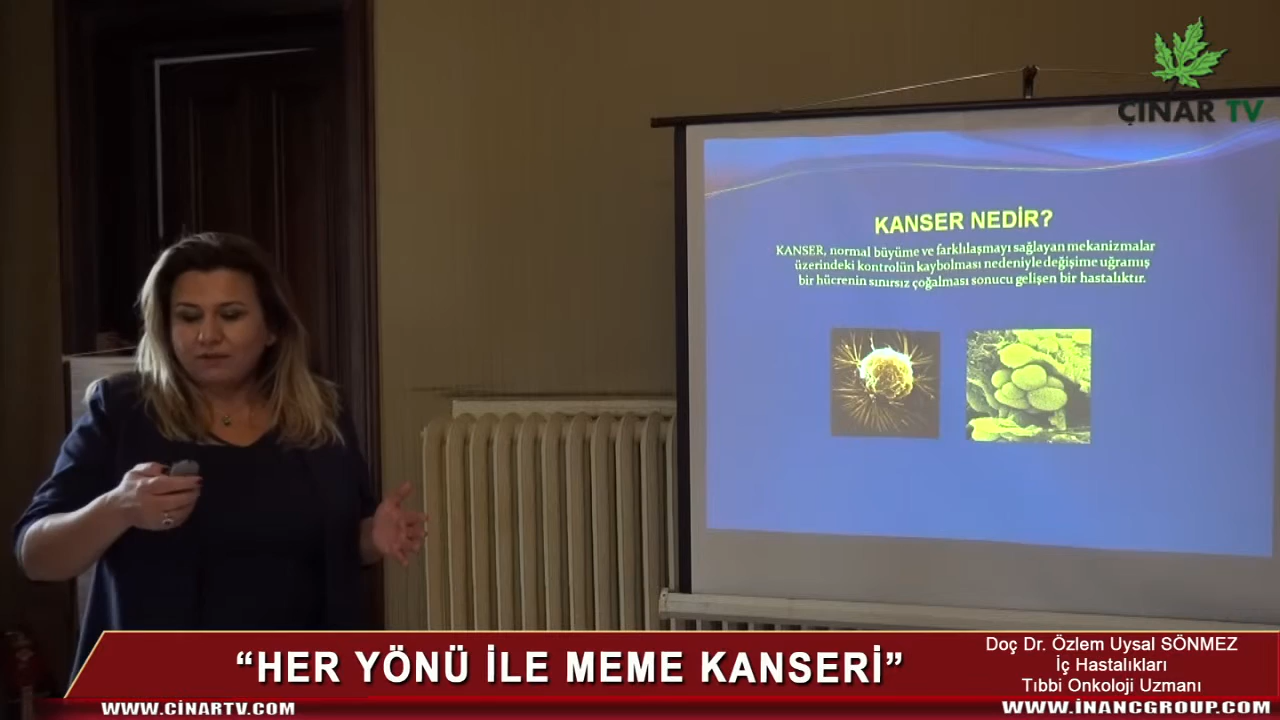 ÇINAR TV
KANSER NEDİR?
KANSER, normal büyüme ve farklılaşmayı sağlayan mekanizmalar
üzerindeki kontrolün kaybolması nedeniyle değişime uğramış
bir hücrenin sınırsız çoğalması sonucu gelişen bir hastalıktır.
“HER YÖNÜ İLE MEME KANSERİ”
Doç Dr. Özlem Uysal SÖNMEZ
İç Hastalıkları
Tıbbi Onkoloji Uzmanı
WWW.CİNARTV.COM
WWW.İNANCGROUP.COM